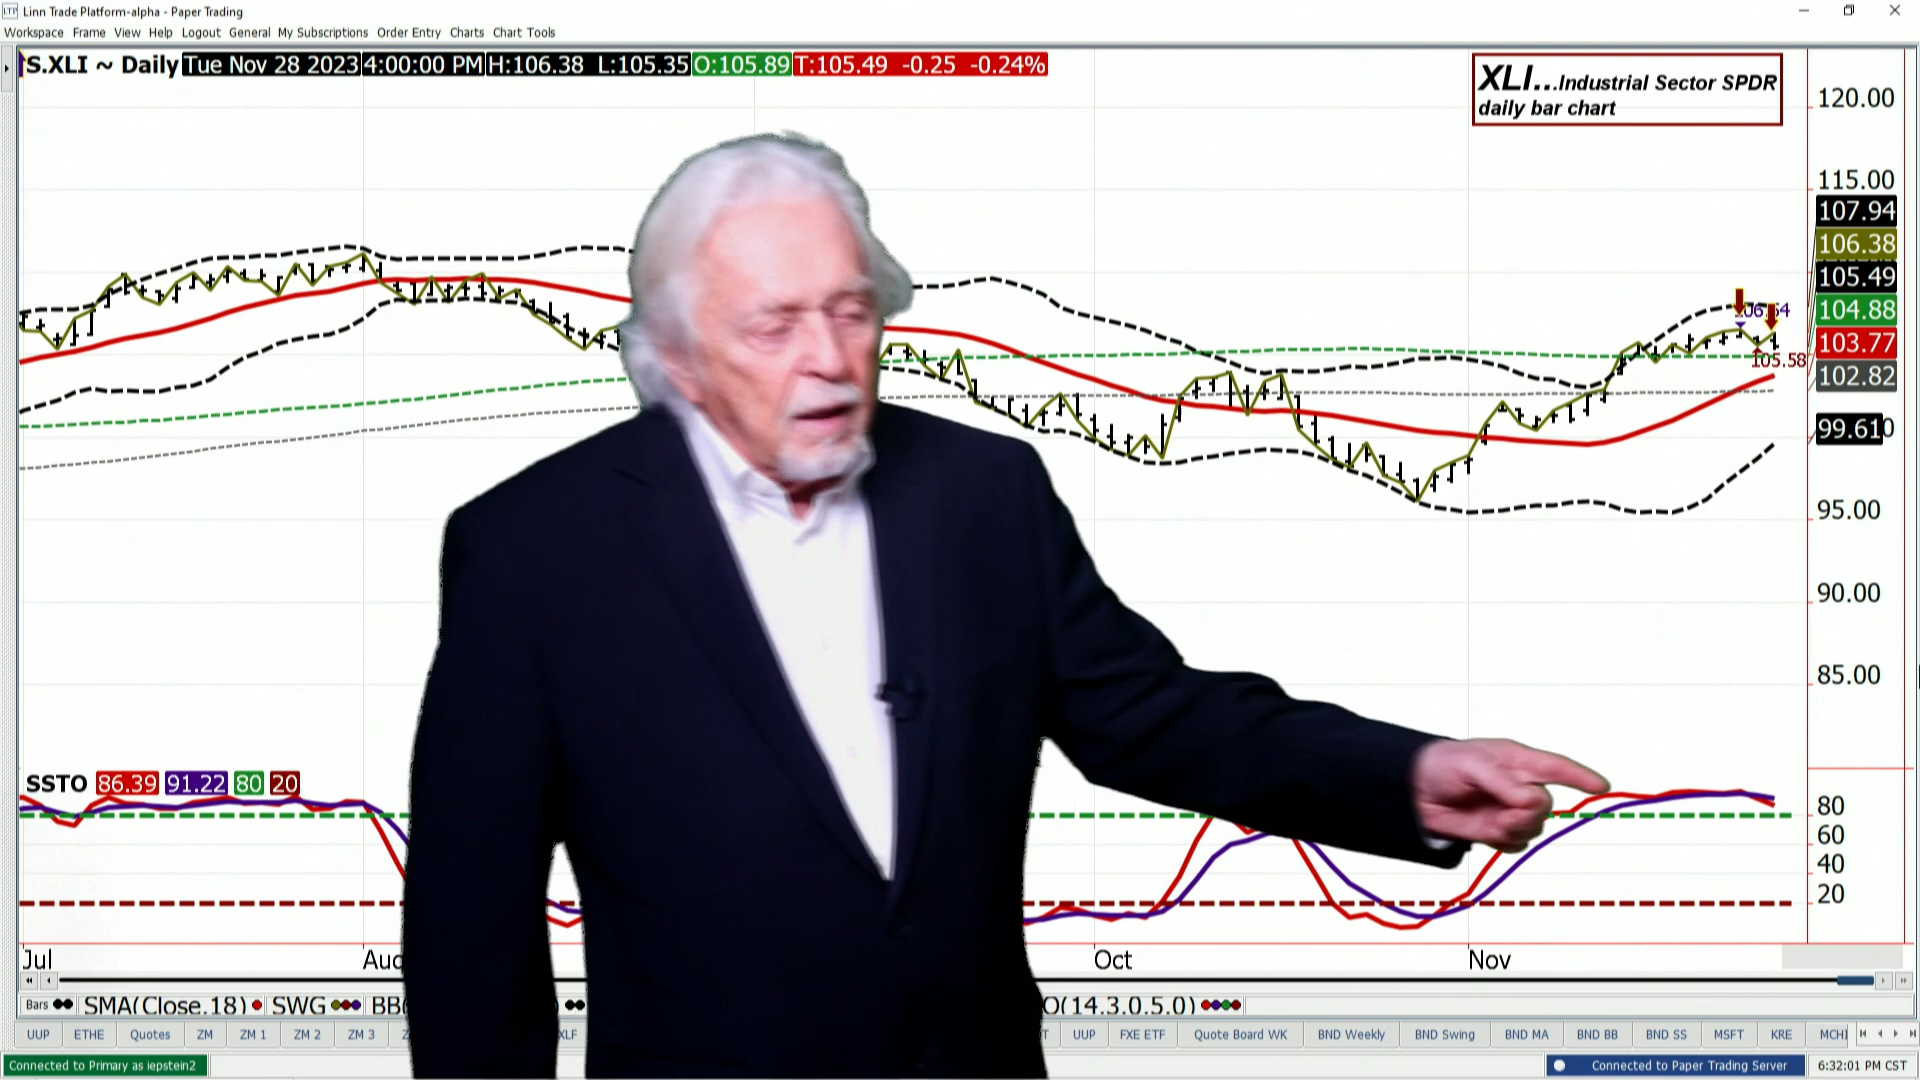 Linn Trade Platform-alpha - Paper Trading
Workspace Frame View Help Logout General My Subscriptions Order Entry Charts Chart Tools
S.XLI ~ Daily Tue Nov 28 2023 4:00:00 PM H:106.38 L:105.35 O:105.89 T:105.49 -0.25 -0.24%
XLI...Industrial Sector SPDR
daily bar chart
120.00
115.00
107.94
106.38
105.49
104.88
103.77
102.82
99.61
95.00
90.00
85.00
105.58
SSTO 86.39 91.22 80 20
80
60
40
20
Jul Oct Nov
Bars SMA(Close,18) SWG
UUP ETHE Quotes ZM ZM 1 ZM 2 ZM 3 XLF UUP FXE ETF Quote Board WK BND Weekly BND Swing BND MA BND BB BND SS MSFT KRE MCHI
Connected to Primary as iepstein2 Connected to Paper Trading Server 6:32:01 PM CST